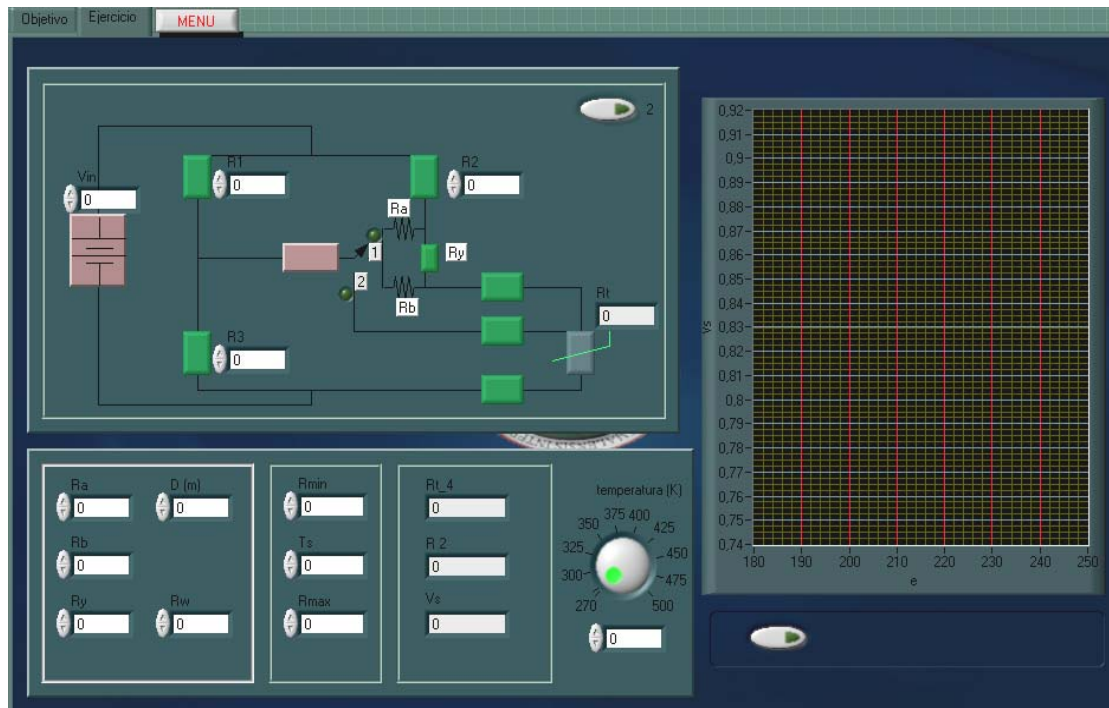 Objetivo
Ejercicio
MENU
2
Vin
0
R1
0
R2
0
Ra
1
Ry
2
Rb
Rt
0
R3
0
Ra
0
D (m)
0
Rb
0
Ry
0
Rw
0
Rmin
0
Ts
0
Rmax
0
Rt_4
0
R 2
0
Vs
0
temperatura (K)
270
300
325
350
375
400
425
450
475
500
0
0,92
0,91
0,9
0,89
0,88
0,87
0,86
0,85
0,84
0,83
0,82
0,81
0,8
0,79
0,78
0,77
0,76
0,75
0,74
vs
180
190
200
210
220
230
240
250
e